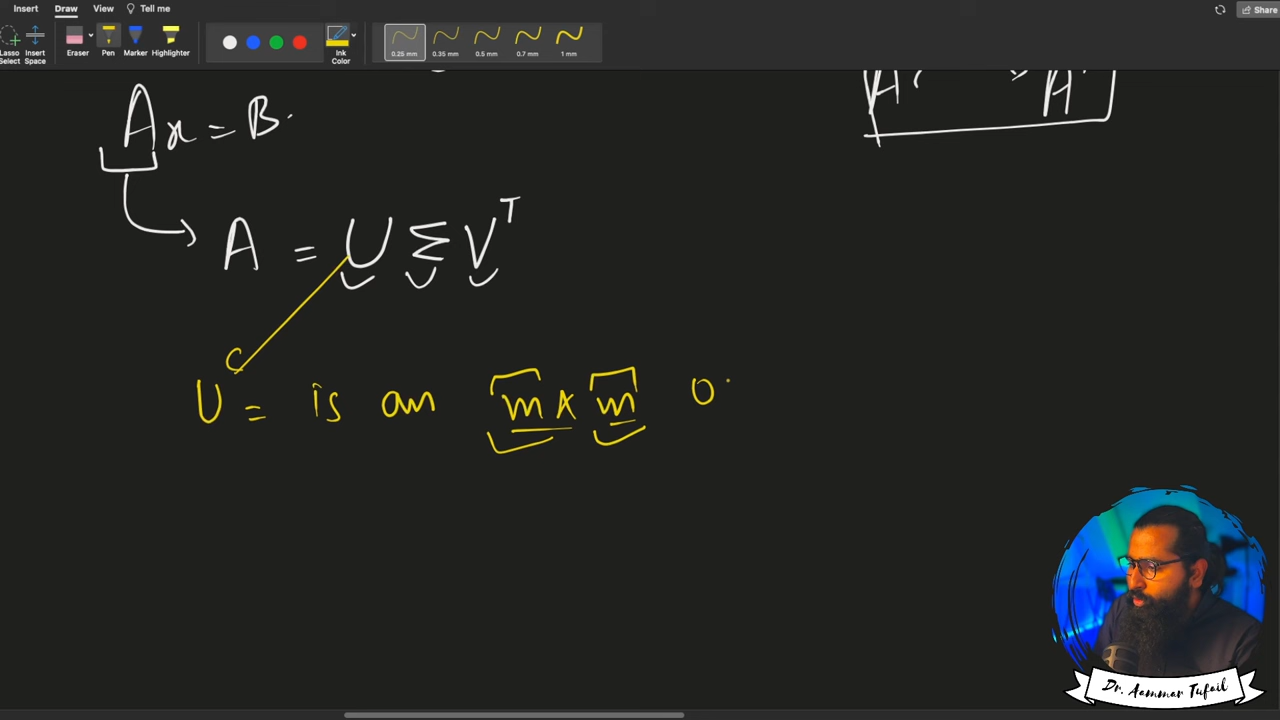 Insert Draw View Tell me Share
Lasso Select Insert Space Eraser Pen Marker Highlighter Ink Color 0.25 mm 0.35 mm 0.5 mm 0.7 mm 1 mm
Ax = B
A = U Σ V^T
U = is an m x m o
Dr. Aammar Tufail